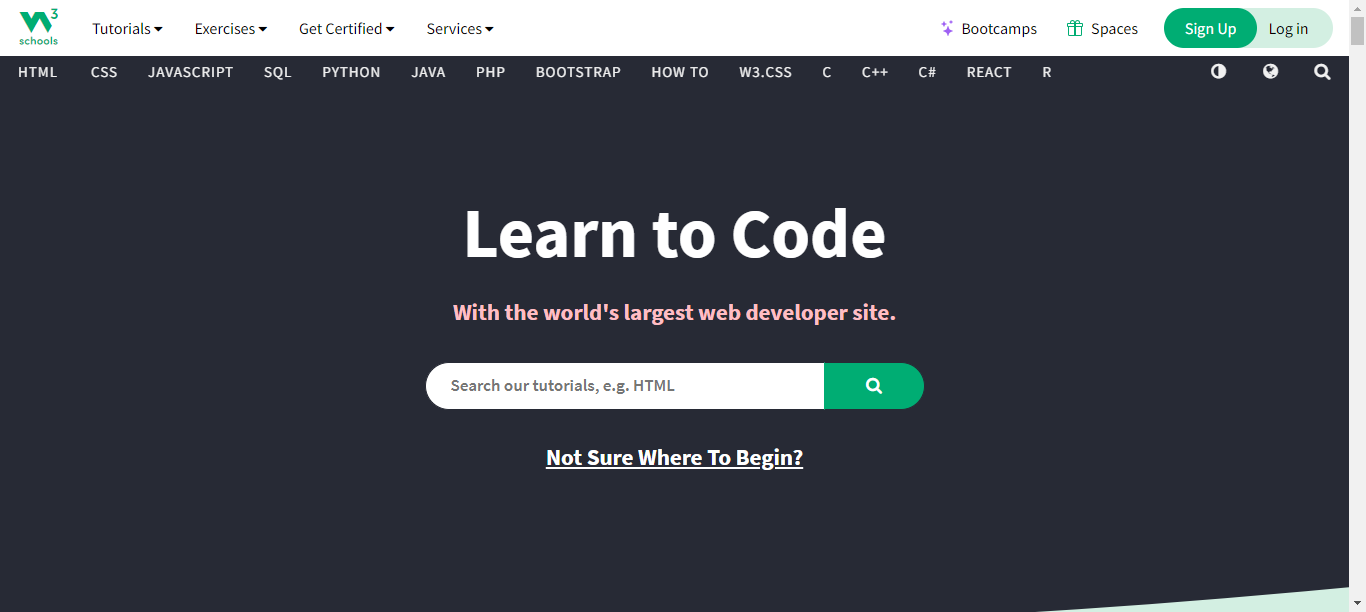 W3 schools Tutorials Exercises Get Certified Services Bootcamps Spaces Sign Up Log in
HTML CSS JAVASCRIPT SQL PYTHON JAVA PHP BOOTSTRAP HOW TO W3.CSS C C++ C# REACT R
Learn to Code
With the world's largest web developer site.
Search our tutorials, e.g. HTML
Not Sure Where To Begin?